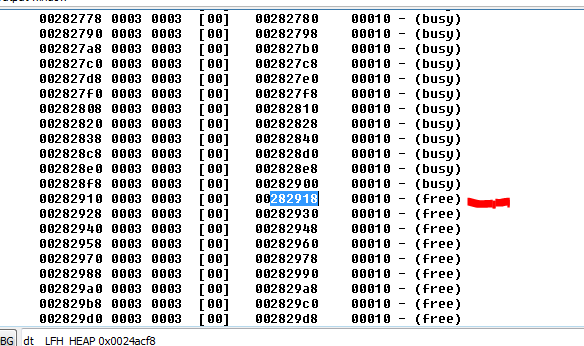 00282778 0003 0003 [00] 00282780 00010 - (busy)
00282790 0003 0003 [00] 00282798 00010 - (busy)
002827a8 0003 0003 [00] 002827b0 00010 - (busy)
002827c0 0003 0003 [00] 002827c8 00010 - (busy)
002827d8 0003 0003 [00] 002827e0 00010 - (busy)
002827f0 0003 0003 [00] 002827f8 00010 - (busy)
00282808 0003 0003 [00] 00282810 00010 - (busy)
00282820 0003 0003 [00] 00282828 00010 - (busy)
00282838 0003 0003 [00] 00282840 00010 - (busy)
002828c8 0003 0003 [00] 002828d0 00010 - (busy)
002828e0 0003 0003 [00] 002828e8 00010 - (busy)
002828f8 0003 0003 [00] 00282900 00010 - (busy)
00282910 0003 0003 [00] 00282918 00010 - (free)
00282928 0003 0003 [00] 00282930 00010 - (free)
00282940 0003 0003 [00] 00282948 00010 - (free)
00282958 0003 0003 [00] 00282960 00010 - (free)
00282970 0003 0003 [00] 00282978 00010 - (free)
00282988 0003 0003 [00] 00282990 00010 - (free)
002829a0 0003 0003 [00] 002829a8 00010 - (free)
002829b8 0003 0003 [00] 002829c0 00010 - (free)
002829d0 0003 0003 [00] 002829d8 00010 - (free)
BG dt _LFH_HEAP 0x0024acf8